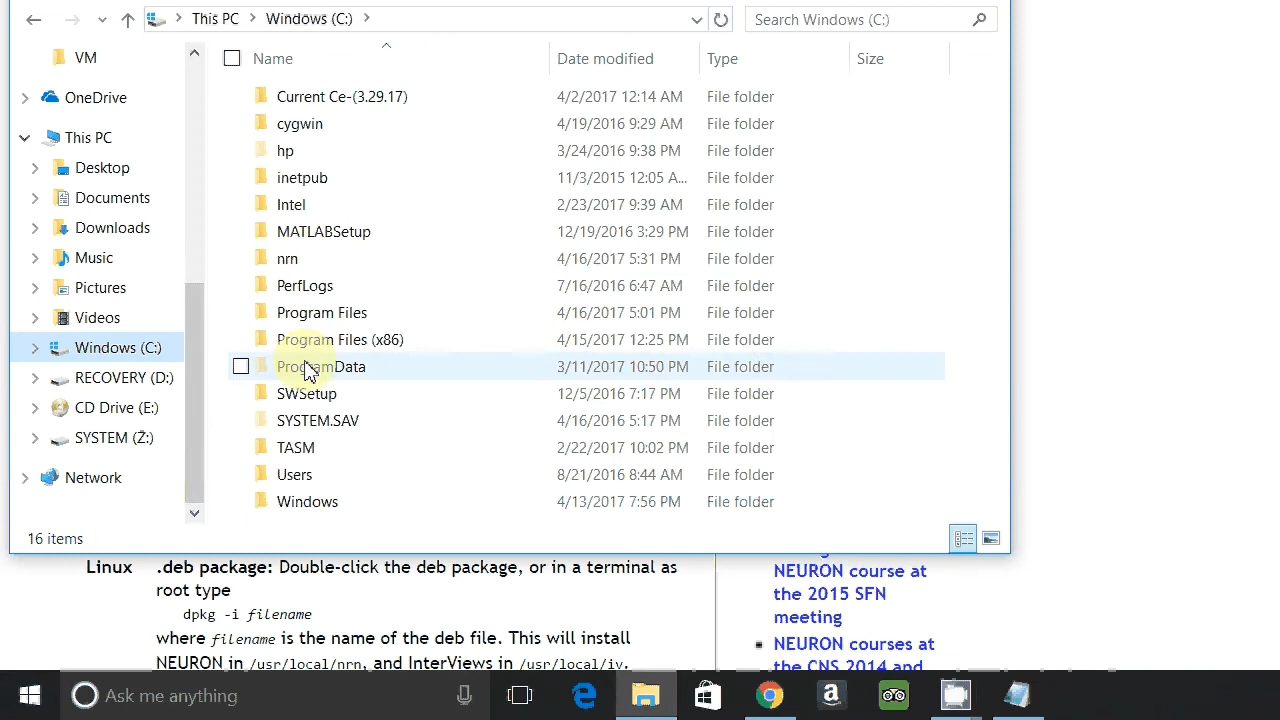 This PC > Windows (C:) >
Search Windows (C:)
VM
OneDrive
This PC
Desktop
Documents
Downloads
Music
Pictures
Videos
Windows (C:)
RECOVERY (D:)
CD Drive (E:)
SYSTEM (Z:)
Network
Name Date modified Type Size
Current Ce-(3.29.17) 4/2/2017 12:14 AM File folder
cygwin 4/19/2016 9:29 AM File folder
hp 3/24/2016 9:38 PM File folder
inetpub 11/3/2015 12:05 A... File folder
Intel 2/23/2017 9:39 AM File folder
MATLABSetup 12/19/2016 3:29 PM File folder
nrn 4/16/2017 5:31 PM File folder
PerfLogs 7/16/2016 6:47 AM File folder
Program Files 4/16/2017 5:01 PM File folder
Program Files (x86) 4/15/2017 12:25 PM File folder
ProgramData 3/11/2017 10:50 PM File folder
SWSetup 12/5/2016 7:17 PM File folder
SYSTEM.SAV 4/16/2016 5:17 PM File folder
TASM 2/22/2017 10:02 PM File folder
Users 8/21/2016 8:44 AM File folder
Windows 4/13/2017 7:56 PM File folder
16 items
Linux .deb package: Double-click the deb package, or in a terminal as
root type
dpkg -i filename
where filename is the name of the deb file. This will install
NEURON in /usr/local/nrn, and InterViews in /usr/local/iv.
NEURON course at
the 2015 SFN
meeting
NEURON courses at
the CNS 2014 and
Ask me anything